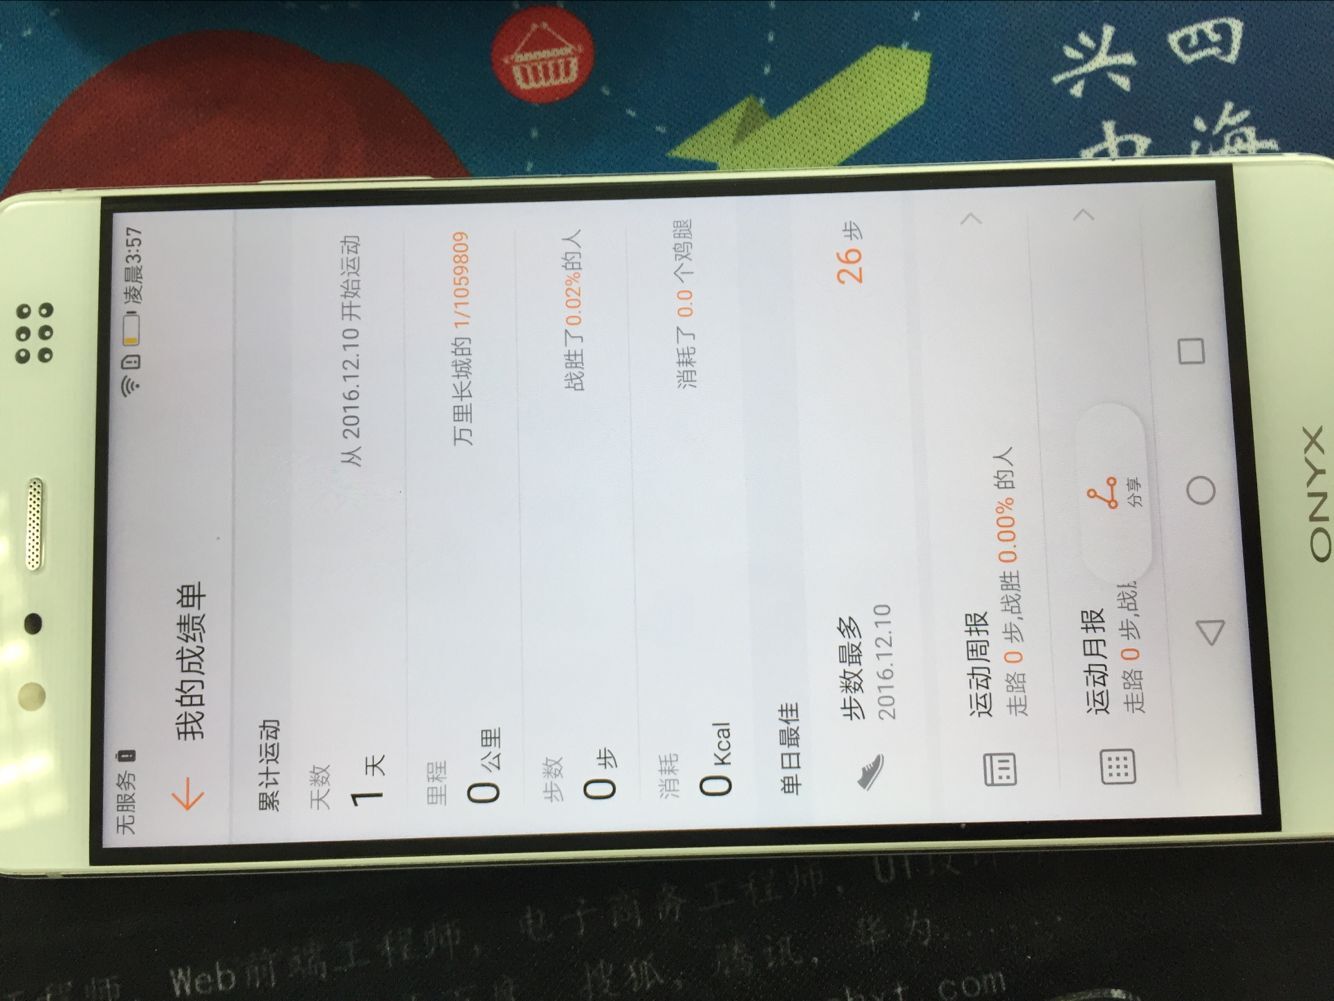 兴四
中海
无服务
凌晨3:57
我的成绩单
累计运动
天数
1天
从 2016.12.10 开始运动
里程
0公里
万里长城的 1/1059809
步数
0步
战胜了0.02%的人
消耗
0Kcal
消耗了 0.0 个鸡腿
单日最佳
步数最多
2016.12.10
26 步
运动周报
走路 0 步,战胜 0.00% 的人
运动月报
走路 0 步,战
分享
ONYX
工程师, Web前端工程师, 电子商务工程师, UI设
搜狐, 腾讯, 华为......
com